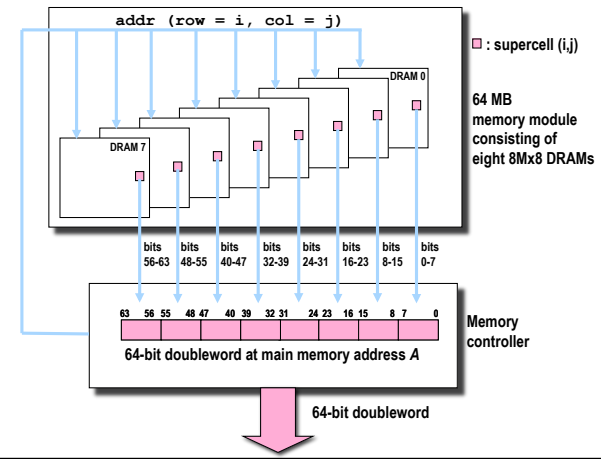 addr (row = i, col = j)
: supercell (i,j)
DRAM 0
64 MB
memory module
consisting of
eight 8Mx8 DRAMs
DRAM 7
bits
56-63
bits
48-55
bits
40-47
bits
32-39
bits
24-31
bits
16-23
bits
8-15
bits
0-7
63 56 55 48 47 40 39 32 31 24 23 16 15 8 7 0
64-bit doubleword at main memory address A
Memory
controller
64-bit doubleword